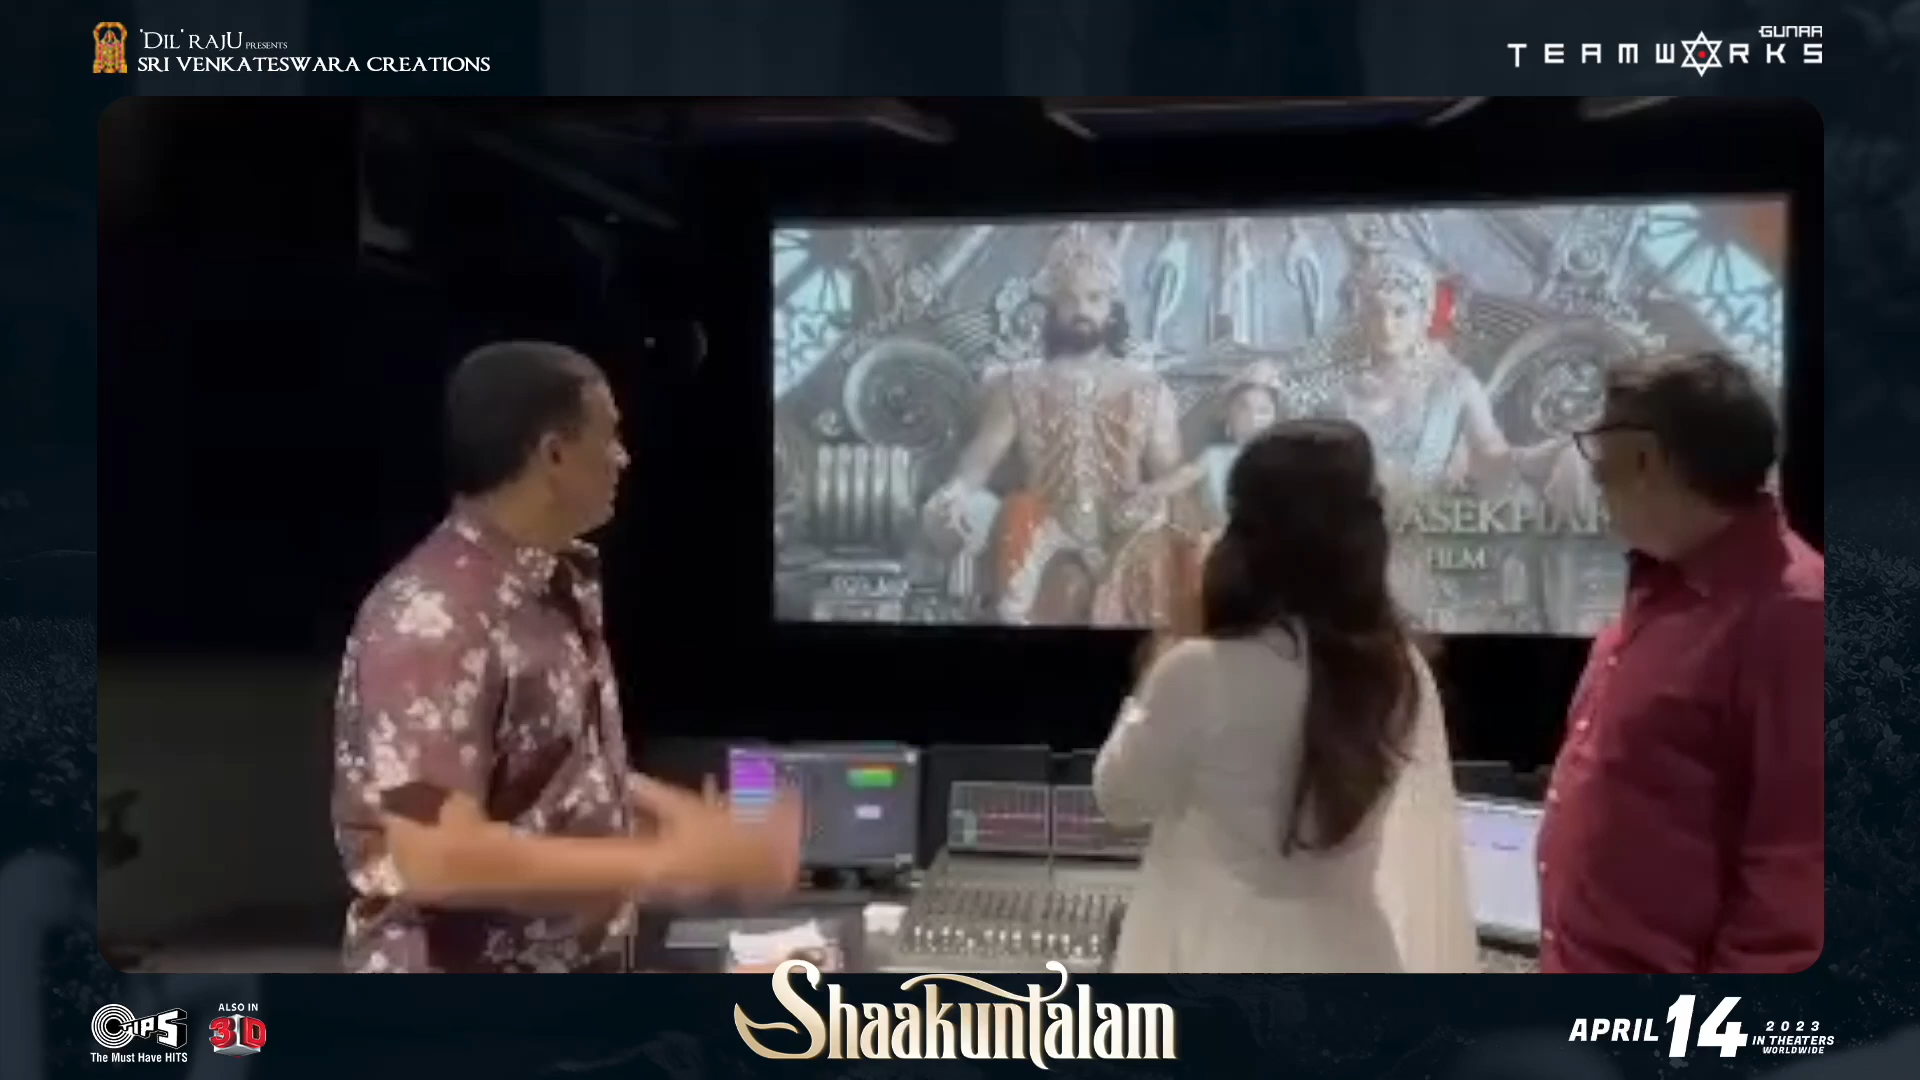 'DIL' RAJU PRESENTS
SRI VENKATESWARA CREATIONS
GUNAA
TEAMWORKS
FILM
TIPS
The Must Have HITS
ALSO IN
3D
Shaakuntalam
APRIL 14 2023
IN THEATERS
WORLDWIDE